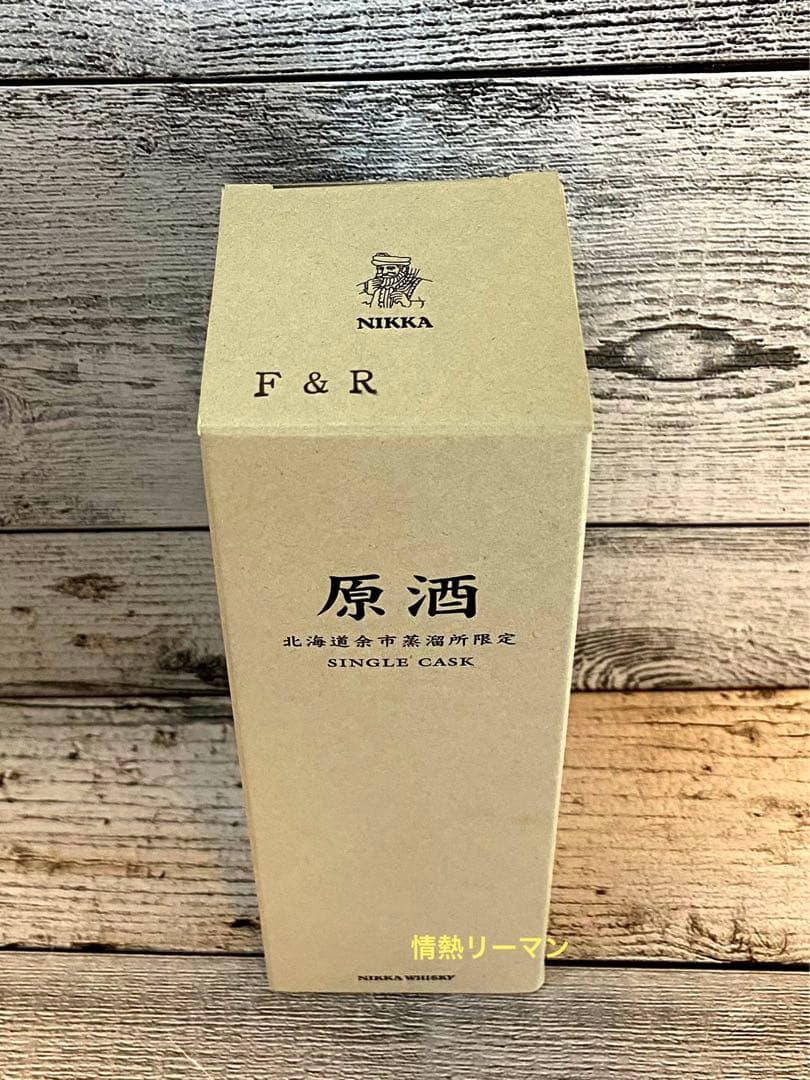 NIKKA
F & R
原酒
北海道余市蒸溜所限定
SINGLE CASK
情熱リーマン
NIKKA WHISKY